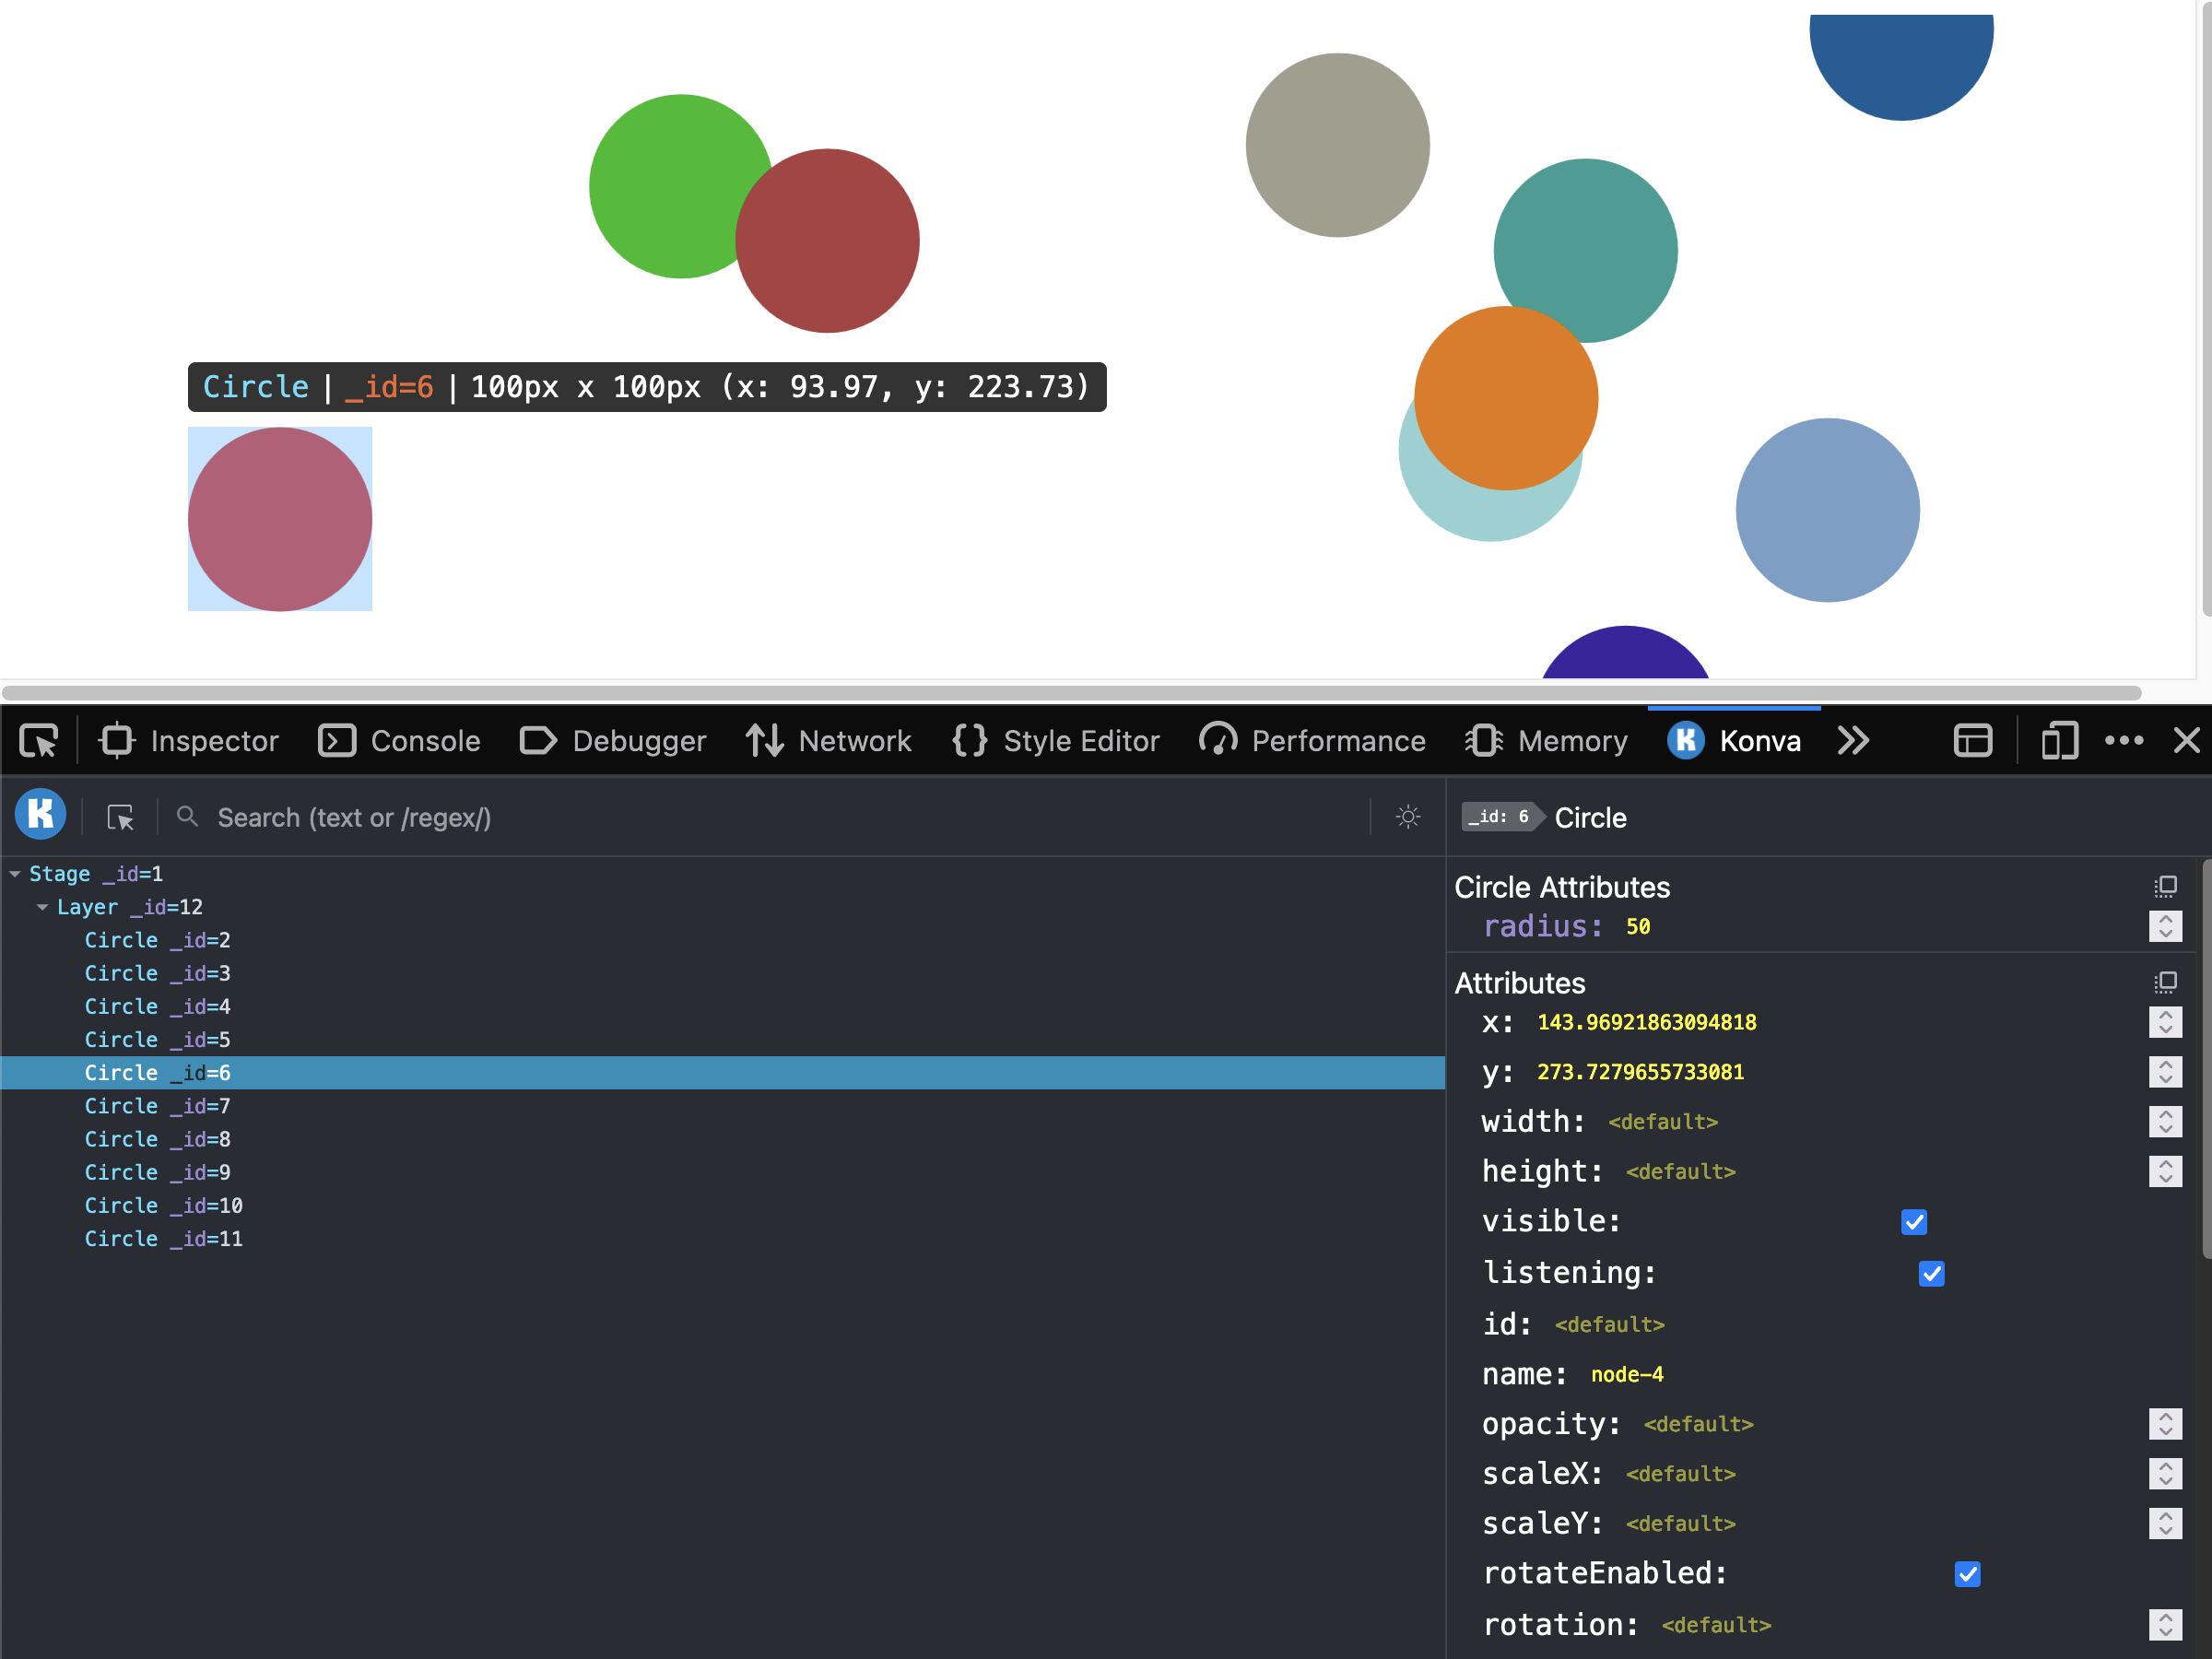 Circle | _id=6 | 100px x 100px (x: 93.97, y: 223.73)
Inspector Console Debugger Network Style Editor Performance Memory K Konva
K Search (text or /regex/)
_id: 6 Circle
Stage _id=1
Layer _id=12
Circle _id=2
Circle _id=3
Circle _id=4
Circle _id=5
Circle _id=6
Circle _id=7
Circle _id=8
Circle _id=9
Circle _id=10
Circle _id=11
Circle Attributes
radius: 50
Attributes
x: 143.96921863094818
y: 273.7279655733081
width: <default>
height: <default>
visible:
listening:
id: <default>
name: node-4
opacity: <default>
scaleX: <default>
scaleY: <default>
rotateEnabled:
rotation: <default>